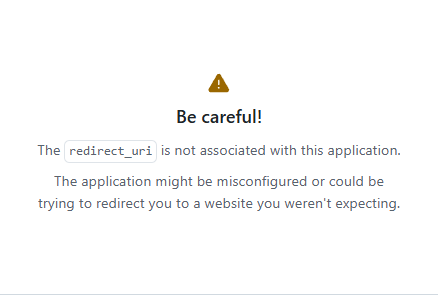 Be careful!
The redirect_uri is not associated with this application.
The application might be misconfigured or could be
trying to redirect you to a website you weren't expecting.